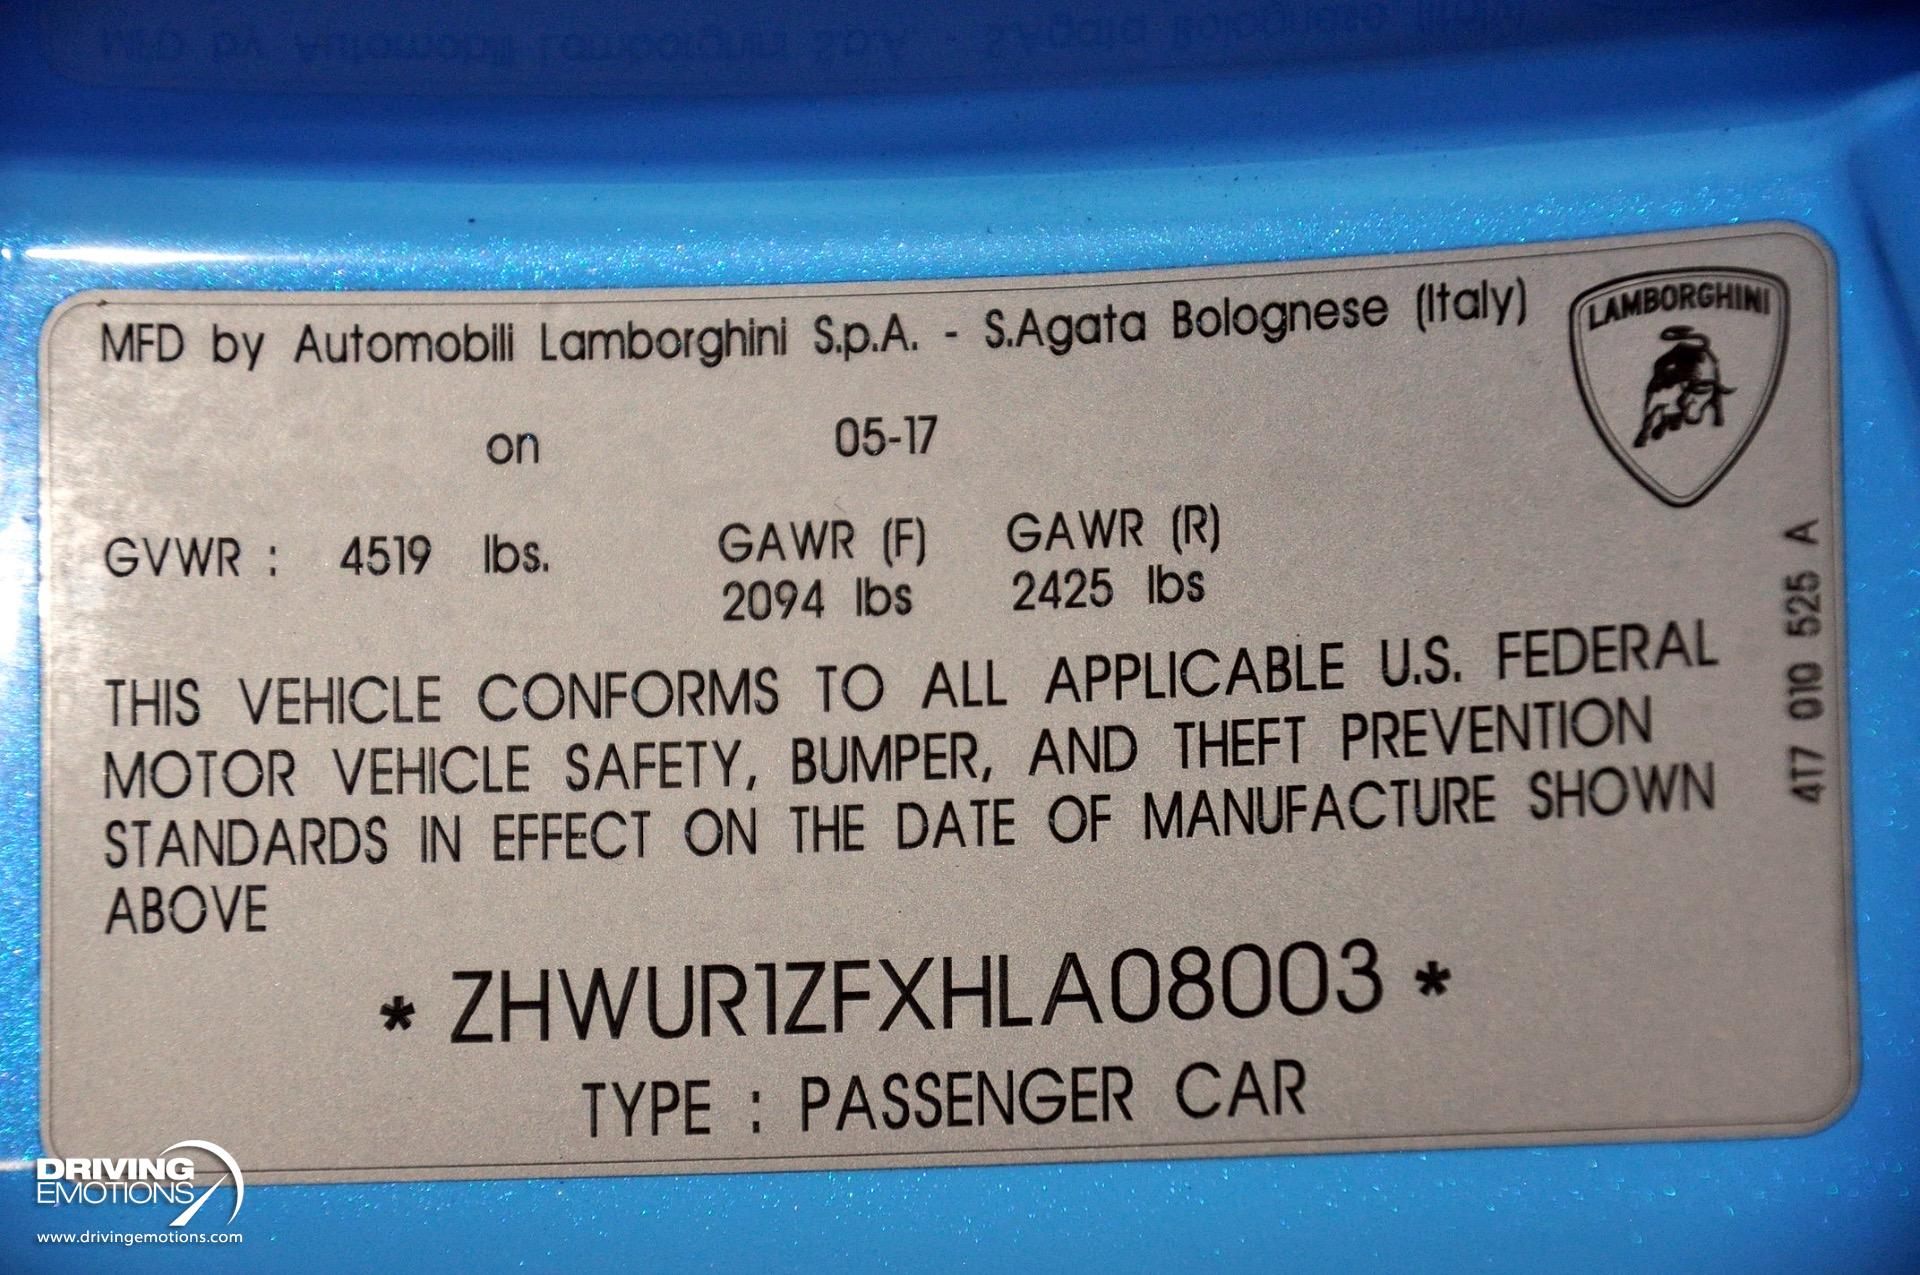 MFD by Automobili Lamborghini S.p.A. - S.Agata Bolognese (Italy)
LAMBORGHINI
on 05-17
GVWR : 4519 lbs.
GAWR (F) GAWR (R)
2094 lbs 2425 lbs
THIS VEHICLE CONFORMS TO ALL APPLICABLE U.S. FEDERAL
MOTOR VEHICLE SAFETY, BUMPER, AND THEFT PREVENTION
STANDARDS IN EFFECT ON THE DATE OF MANUFACTURE SHOWN
ABOVE
* ZHWUR1ZFXHLA08003 *
TYPE : PASSENGER CAR
4T7 010 525 A
DRIVING
EMOTIONS
www.drivingemotions.com